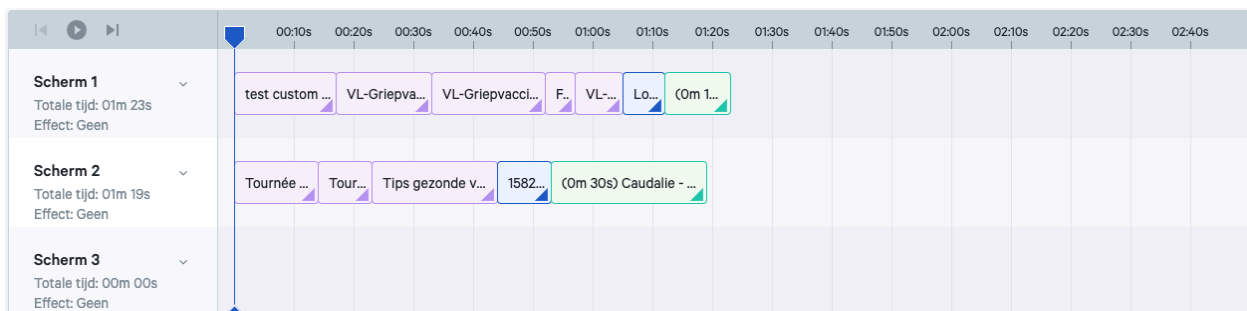 00:10s 00:20s 00:30s 00:40s 00:50s 01:00s 01:10s 01:20s 01:30s 01:40s 01:50s 02:00s 02:10s 02:20s 02:30s 02:40s
Scherm 1
Totale tijd: 01m 23s
Effect: Geen
test custom ... VL-Griepva... VL-Griepvacci... F.. VL-... Lo... (0m 1...
Scherm 2
Totale tijd: 01m 19s
Effect: Geen
Tournée ... Tour... Tips gezonde v... 1582... (0m 30s) Caudalie - ...
Scherm 3
Totale tijd: 00m 00s
Effect: Geen